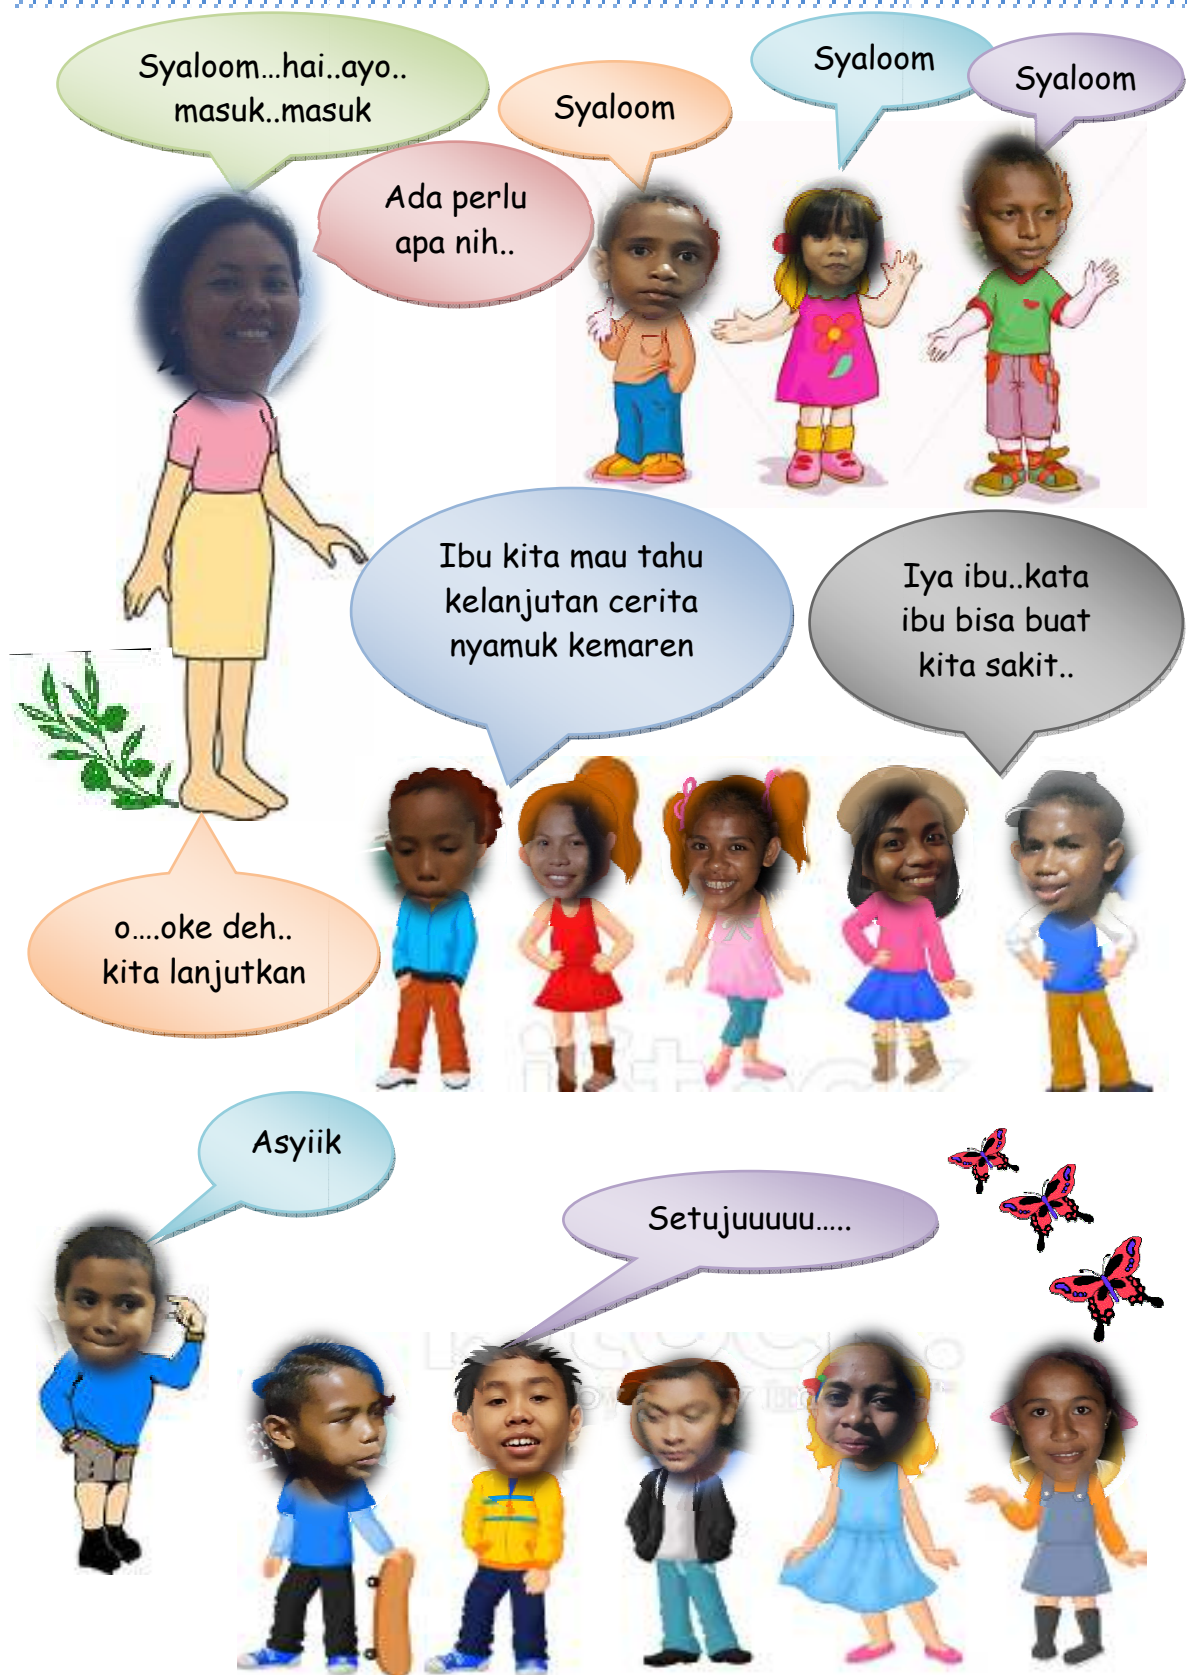 Syaloom...hai..ayo..
masuk..masuk
Syaloom
Syaloom
Syaloom
Ada perlu
apa nih..
Ibu kita mau tahu
kelanjutan cerita
nyamuk kemaren
Iya ibu..kata
ibu bisa buat
kita sakit..
o....oke deh..
kita lanjutkan
Asyiik
Setujuuuuu.....